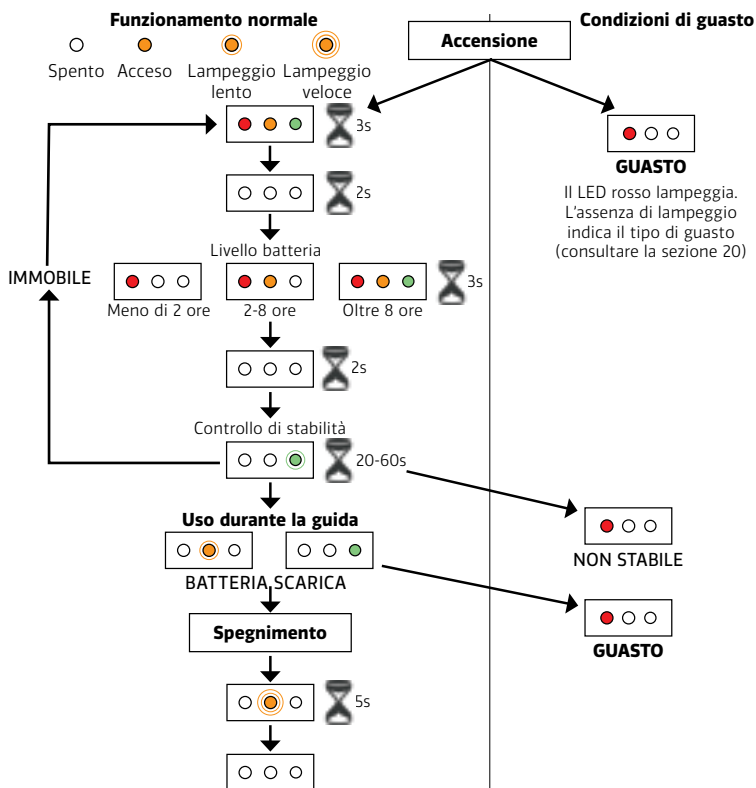 Funzionamento normale
Condizioni di guasto
Accensione
Spento
Acceso
Lampeggio lento
Lampeggio veloce
3s
2s
GUASTO
Il LED rosso lampeggia.
L'assenza di lampeggio
indica il tipo di guasto
(consultare la sezione 20)
Livello batteria
IMMOBILE
3s
Meno di 2 ore
2-8 ore
Oltre 8 ore
2s
Controllo di stabilità
20-60s
Uso durante la guida
NON STABILE
BATTERIA SCARICA
Spegnimento
GUASTO
5s